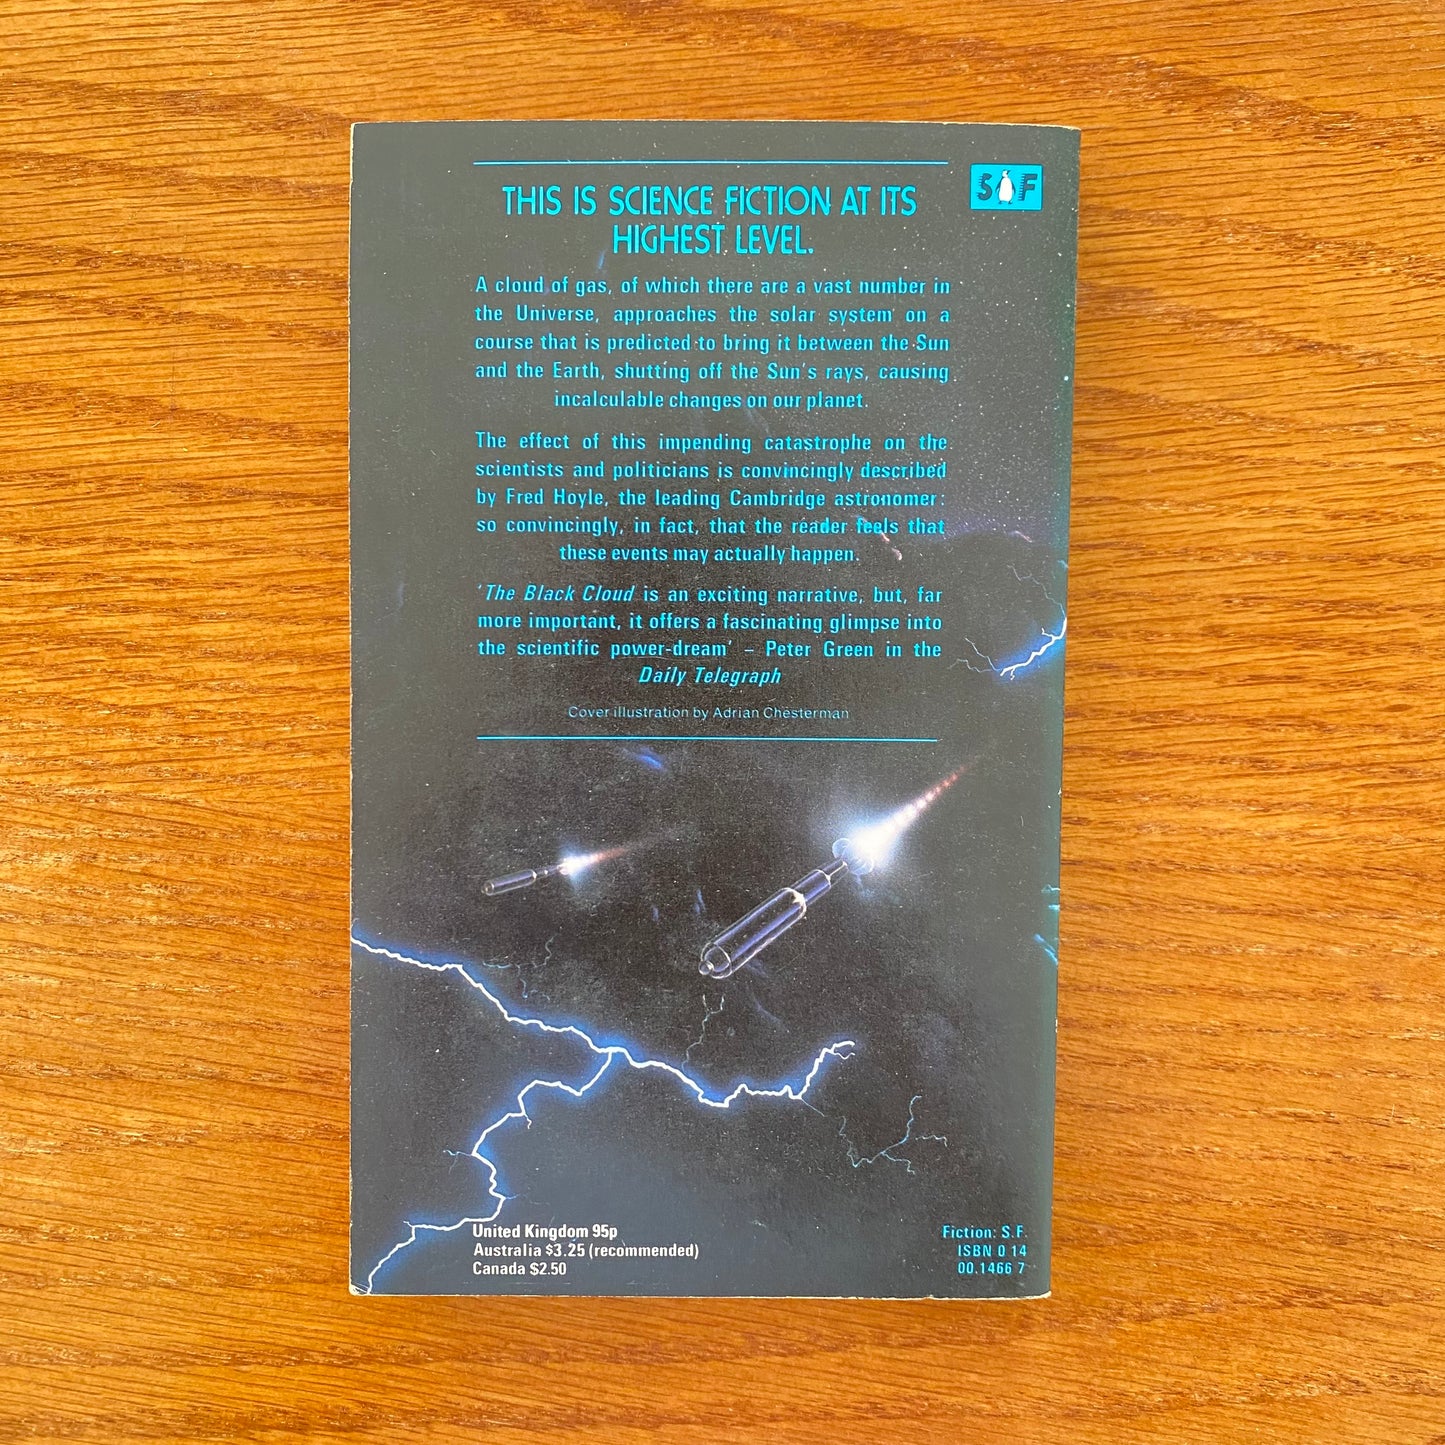 S F
THIS IS SCIENCE FICTION AT ITS
HIGHEST LEVEL.
A cloud of gas, of which there are a vast number in
the Universe, approaches the solar system on a
course that is predicted to bring it between the Sun
and the Earth, shutting off the Sun's rays, causing
incalculable changes on our planet.
The effect of this impending catastrophe on the
scientists and politicians is convincingly described
by Fred Hoyle, the leading Cambridge astronomer:
so convincingly, in fact, that the reader feels that
these events may actually happen.
'The Black Cloud is an exciting narrative, but, far
more important, it offers a fascinating glimpse into
the scientific power-dream' – Peter Green in the
Daily Telegraph
Cover illustration by Adrian Chesterman
United Kingdom 95p
Australia $3.25 (recommended)
Canada $2.50
Fiction: S.F.
ISBN 0 14
00.1466 7